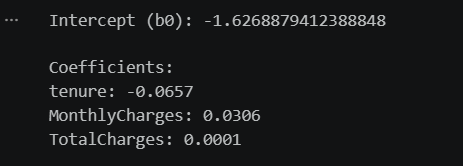 ... Intercept (b0): -1.6268879412388848
Coefficients:
tenure: -0.0657
MonthlyCharges: 0.0306
TotalCharges: 0.0001